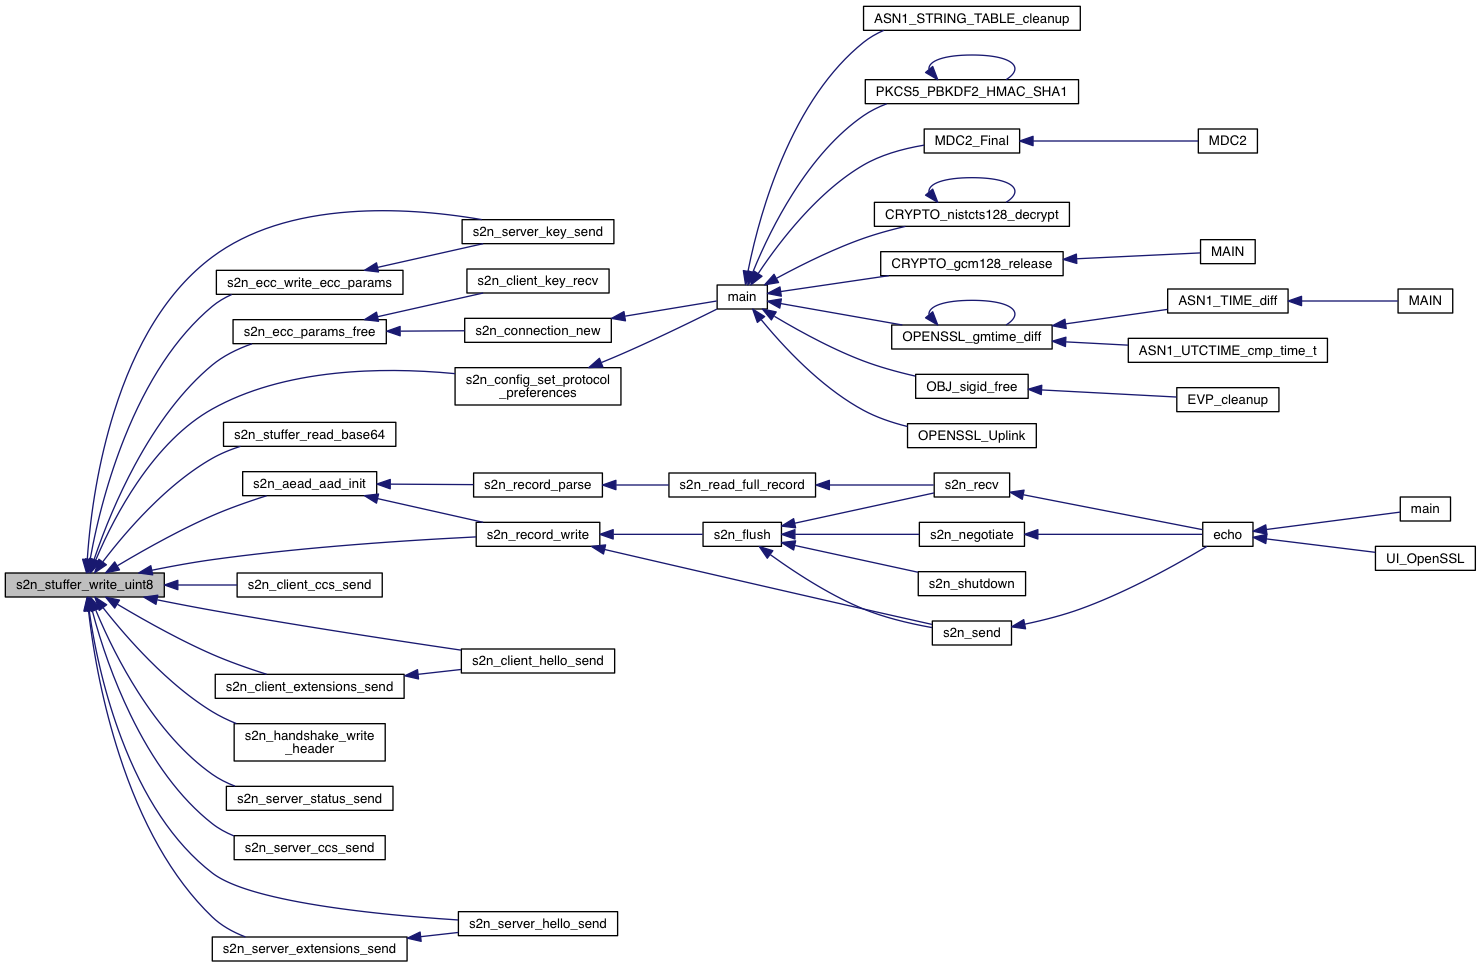 ASN1_STRING_TABLE_cleanup
PKCS5_PBKDF2_HMAC_SHA1
MDC2_Final
MDC2
CRYPTO_nistcts128_decrypt
s2n_server_key_send
CRYPTO_gcm128_release
MAIN
s2n_ecc_write_ecc_params
s2n_client_key_recv
main
ASN1_TIME_diff
MAIN
s2n_ecc_params_free
s2n_connection_new
OPENSSL_gmtime_diff
ASN1_UTCTIME_cmp_time_t
s2n_config_set_protocol
_preferences
OBJ_sigid_free
EVP_cleanup
s2n_stuffer_read_base64
OPENSSL_Uplink
s2n_aead_aad_init
s2n_record_parse
s2n_read_full_record
s2n_recv
main
s2n_record_write
s2n_flush
s2n_negotiate
echo
UI_OpenSSL
s2n_stuffer_write_uint8
s2n_client_ccs_send
s2n_shutdown
s2n_send
s2n_client_hello_send
s2n_client_extensions_send
s2n_handshake_write
_header
s2n_server_status_send
s2n_server_ccs_send
s2n_server_hello_send
s2n_server_extensions_send